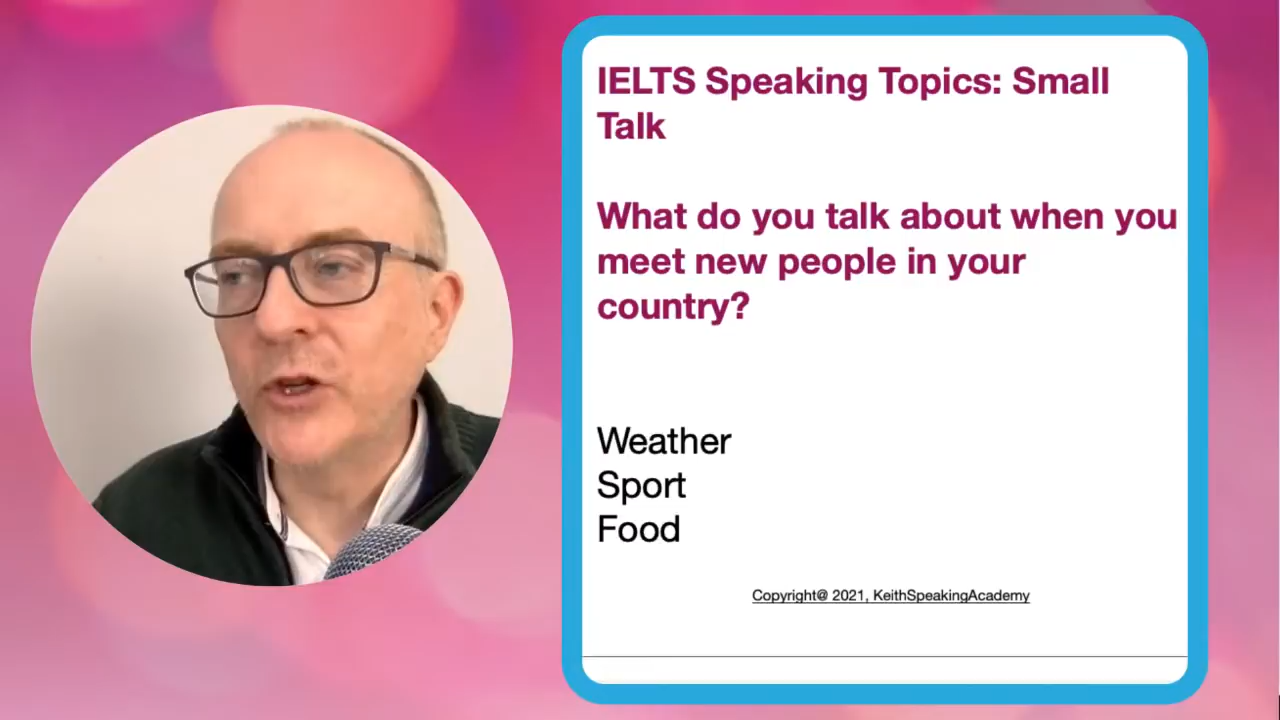 IELTS Speaking Topics: Small
Talk
What do you talk about when you
meet new people in your
country?
Weather
Sport
Food
Copyright@ 2021, KeithSpeakingAcademy